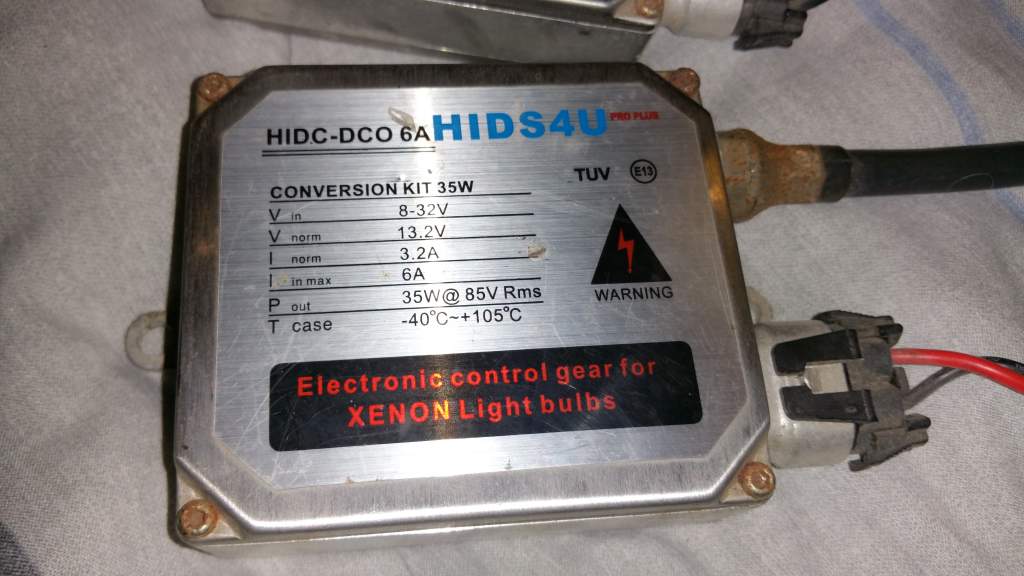 HIDC-DCO 6A HIDS4U PRO PLUS
TUV E13
CONVERSION KIT 35W
V in 8-32V
V norm 13.2V
I norm 3.2A
I in max 6A
P out 35W@ 85V Rms
T case -40°C~+105°C
WARNING
Electronic control gear for
XENON Light bulbs